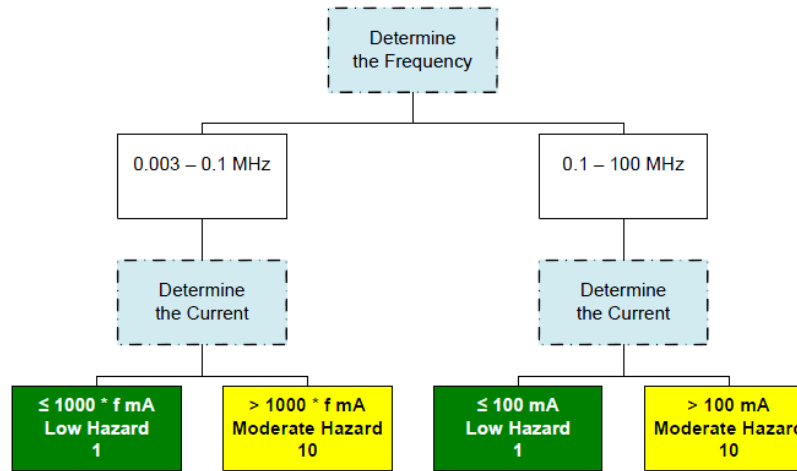 Determine
the Frequency
0.003 – 0.1 MHz
0.1 – 100 MHz
Determine
the Current
Determine
the Current
≤ 1000 * f mA
Low Hazard
1
> 1000 * f mA
Moderate Hazard
10
≤ 100 mA
Low Hazard
1
> 100 mA
Moderate Hazard
10